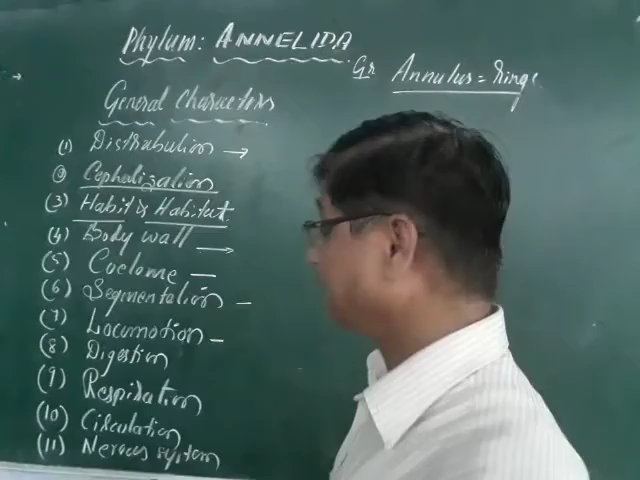 Phylum: ANNELIDA
Gr Annulus = Ring
General Characters
(1) Distribution →
(2) Cephalization
(3) Habit & Habitat
(4) Body wall →
(5) Coelome —
(6) Segmentation —
(7) Locomotion –
(8) Digestion
(9) Respiration
(10) Circulation
(11) Nervous system